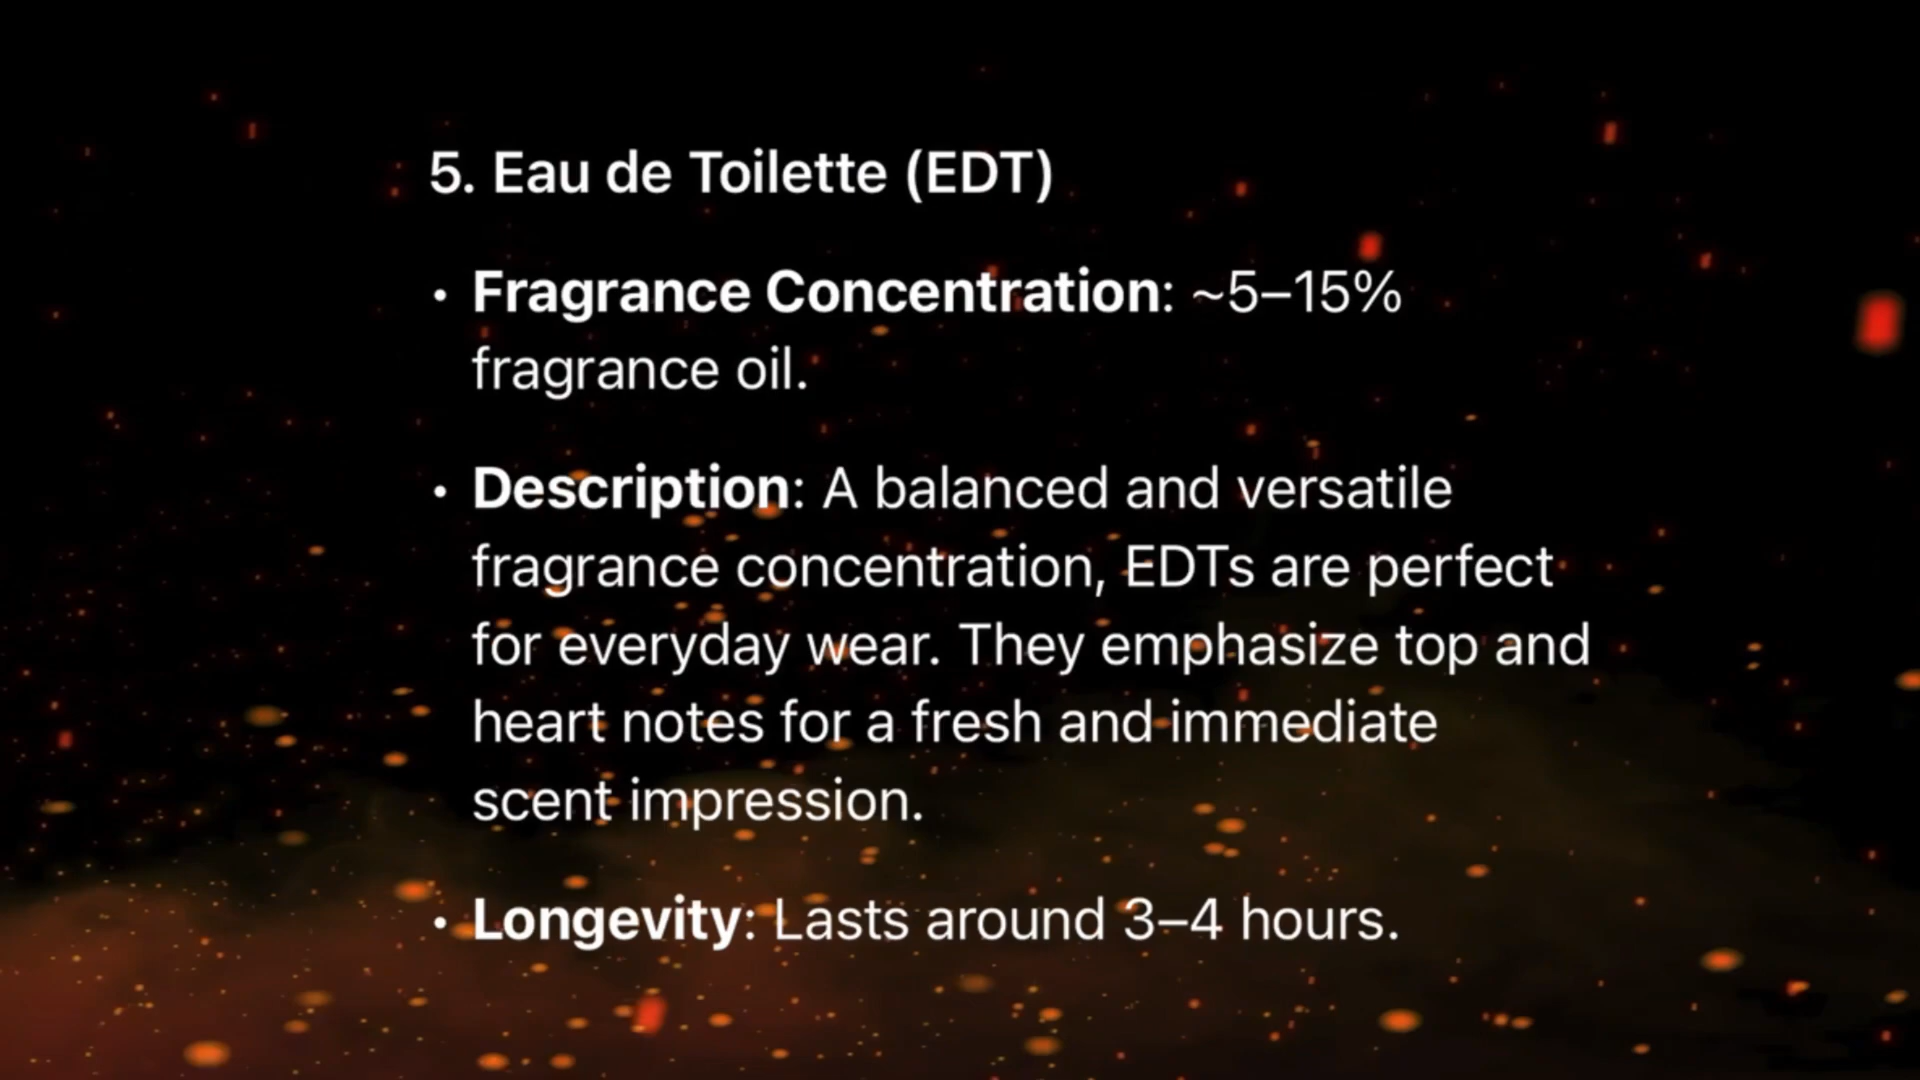 5. Eau de Toilette (EDT)
• Fragrance Concentration: ~5–15%
fragrance oil.
• Description: A balanced and versatile
fragrance concentration, EDTs are perfect
for everyday wear. They emphasize top and
heart notes for a fresh and immediate
scent impression.
• Longevity: Lasts around 3–4 hours.